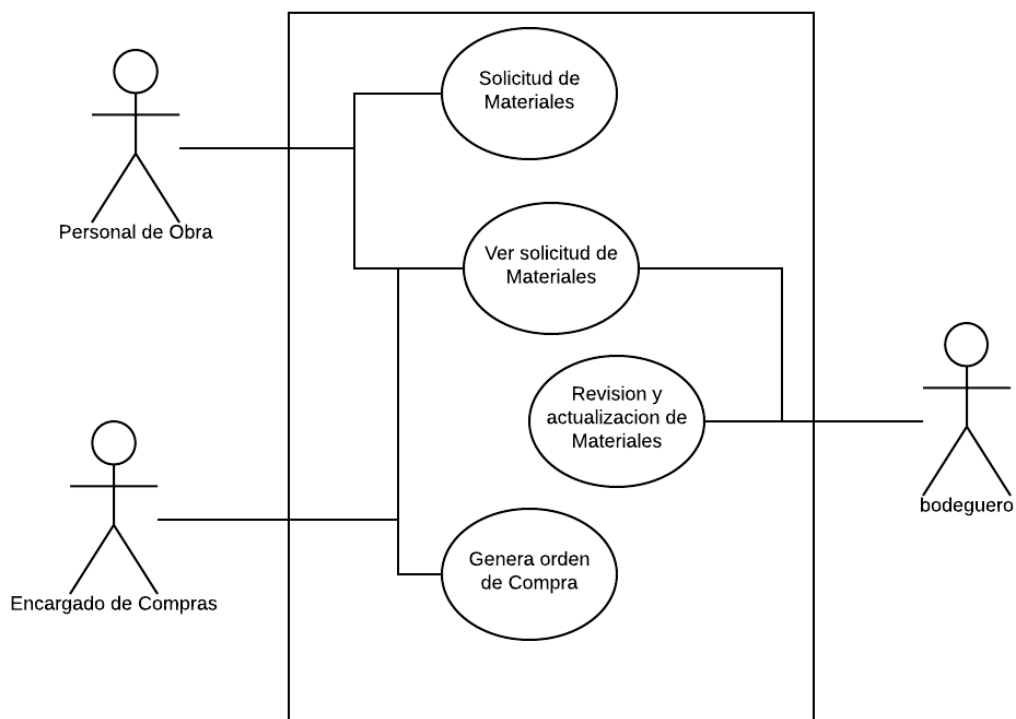 Solicitud de
Materiales
Personal de Obra
Ver solicitud de
Materiales
Revision y
actualizacion de
Materiales
bodeguero
Genera orden
de Compra
Encargado de Compras